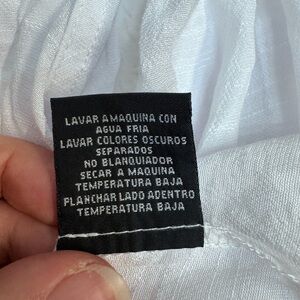 LAVAR A MAQUINA CON
AGUA FRIA
LAVAR COLORES OSCUROS
SEPARADOS
NO BLANQUIADOR
SECAR A MAQUINA
TEMPERATURA BAJA
PLANCHAR LADO ADENTRO
TEMPERATURA BAJA